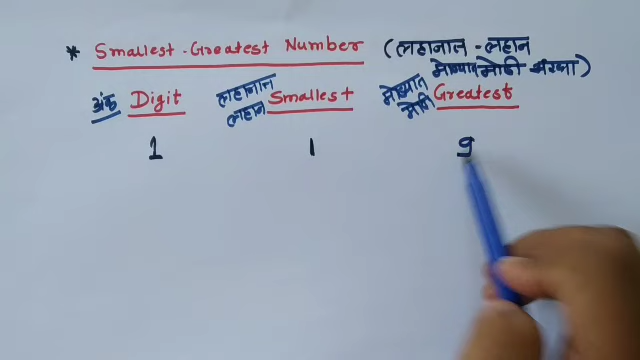 * Smallest-Greatest Number (लहानात-लहान
मोठ्यात मोठी संख्या)
अंक Digit लहानात लहान Smallest मोठ्यात मोठी Greatest
1 1 9